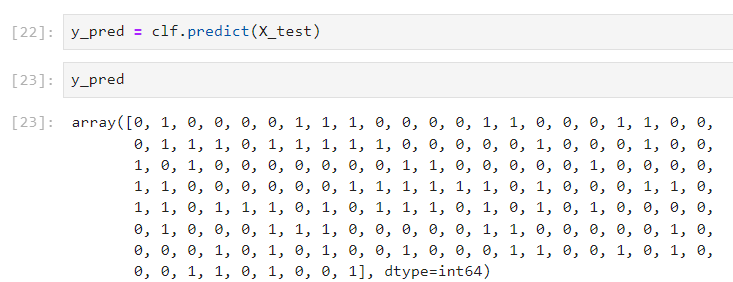 [22]: y_pred = clf.predict(X_test)
[23]: y_pred
[23]: array([0, 1, 0, 0, 0, 0, 1, 1, 1, 0, 0, 0, 0, 1, 1, 0, 0, 0, 1, 1, 0, 0,
0, 1, 1, 1, 0, 1, 1, 1, 1, 1, 0, 0, 0, 0, 0, 1, 0, 0, 0, 1, 0, 0,
1, 0, 1, 0, 0, 0, 0, 0, 0, 0, 1, 1, 0, 0, 0, 0, 0, 1, 0, 0, 0, 0,
1, 1, 0, 0, 0, 0, 0, 0, 1, 1, 1, 1, 1, 1, 0, 1, 0, 0, 0, 1, 1, 0,
1, 1, 0, 1, 1, 1, 0, 1, 0, 1, 1, 1, 0, 1, 0, 1, 0, 1, 0, 0, 0, 0,
0, 1, 0, 0, 0, 1, 1, 1, 0, 0, 0, 0, 0, 1, 1, 0, 0, 0, 0, 0, 1, 0,
0, 0, 0, 1, 0, 1, 0, 1, 0, 0, 1, 0, 0, 0, 1, 1, 0, 0, 1, 0, 1, 0,
0, 0, 1, 1, 0, 1, 0, 0, 1], dtype=int64)